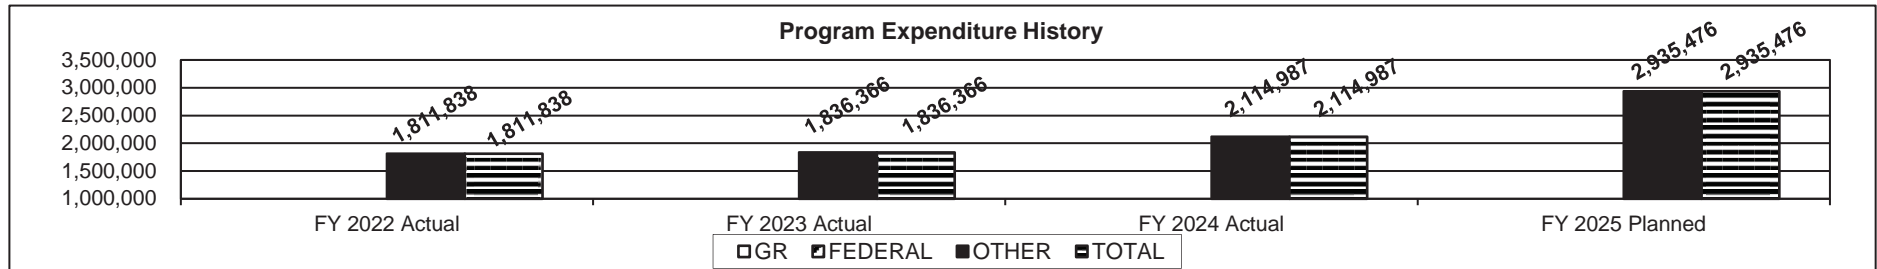 Program Expenditure History
3,500,000
3,000,000
2,500,000
2,000,000
1,500,000
1,000,000
1,811,838
1,811,838
1,836,366
1,836,366
2,114,987
2,114,987
2,935,476
2,935,476
FY 2022 Actual
FY 2023 Actual
FY 2024 Actual
FY 2025 Planned
GR FEDERAL OTHER TOTAL